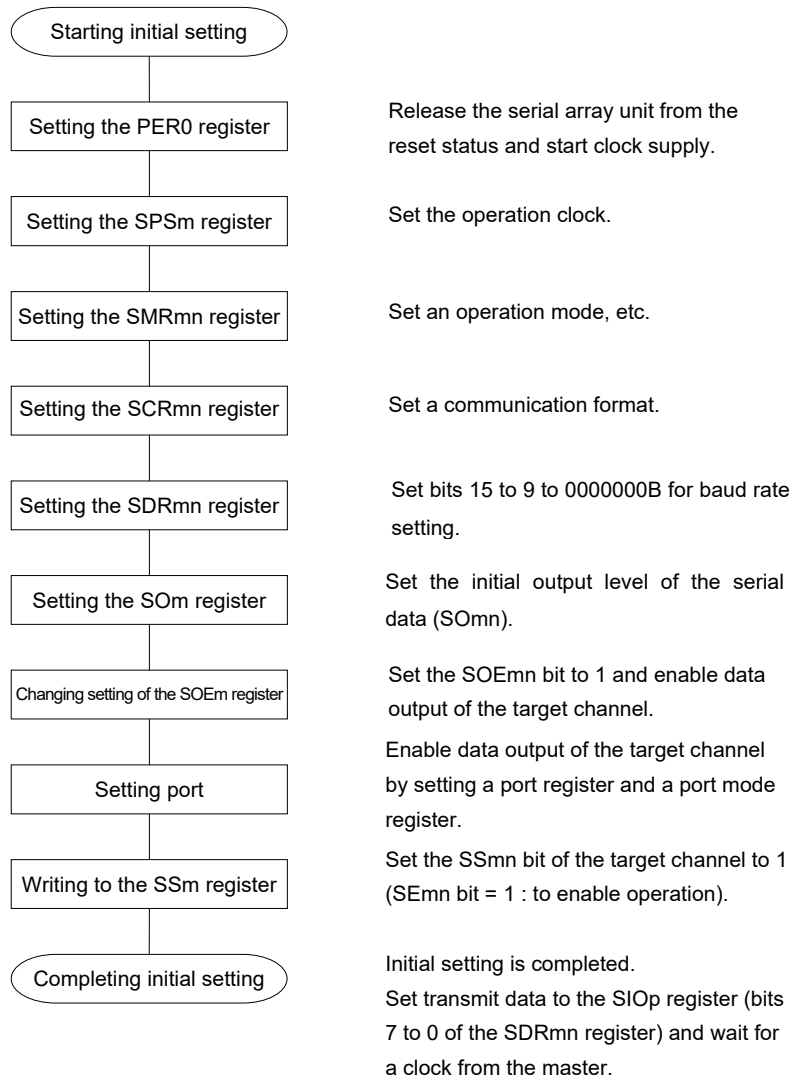 Starting initial setting
Setting the PER0 register
Release the serial array unit from the
reset status and start clock supply.
Setting the SPSm register
Set the operation clock.
Setting the SMRmn register
Set an operation mode, etc.
Setting the SCRmn register
Set a communication format.
Setting the SDRmn register
Set bits 15 to 9 to 0000000B for baud rate
setting.
Setting the SOm register
Set the initial output level of the serial
data (SOmn).
Changing setting of the SOEm register
Set the SOEmn bit to 1 and enable data
output of the target channel.
Setting port
Enable data output of the target channel
by setting a port register and a port mode
register.
Writing to the SSm register
Set the SSmn bit of the target channel to 1
(SEmn bit = 1 : to enable operation).
Completing initial setting
Initial setting is completed.
Set transmit data to the SIOp register (bits
7 to 0 of the SDRmn register) and wait for
a clock from the master.